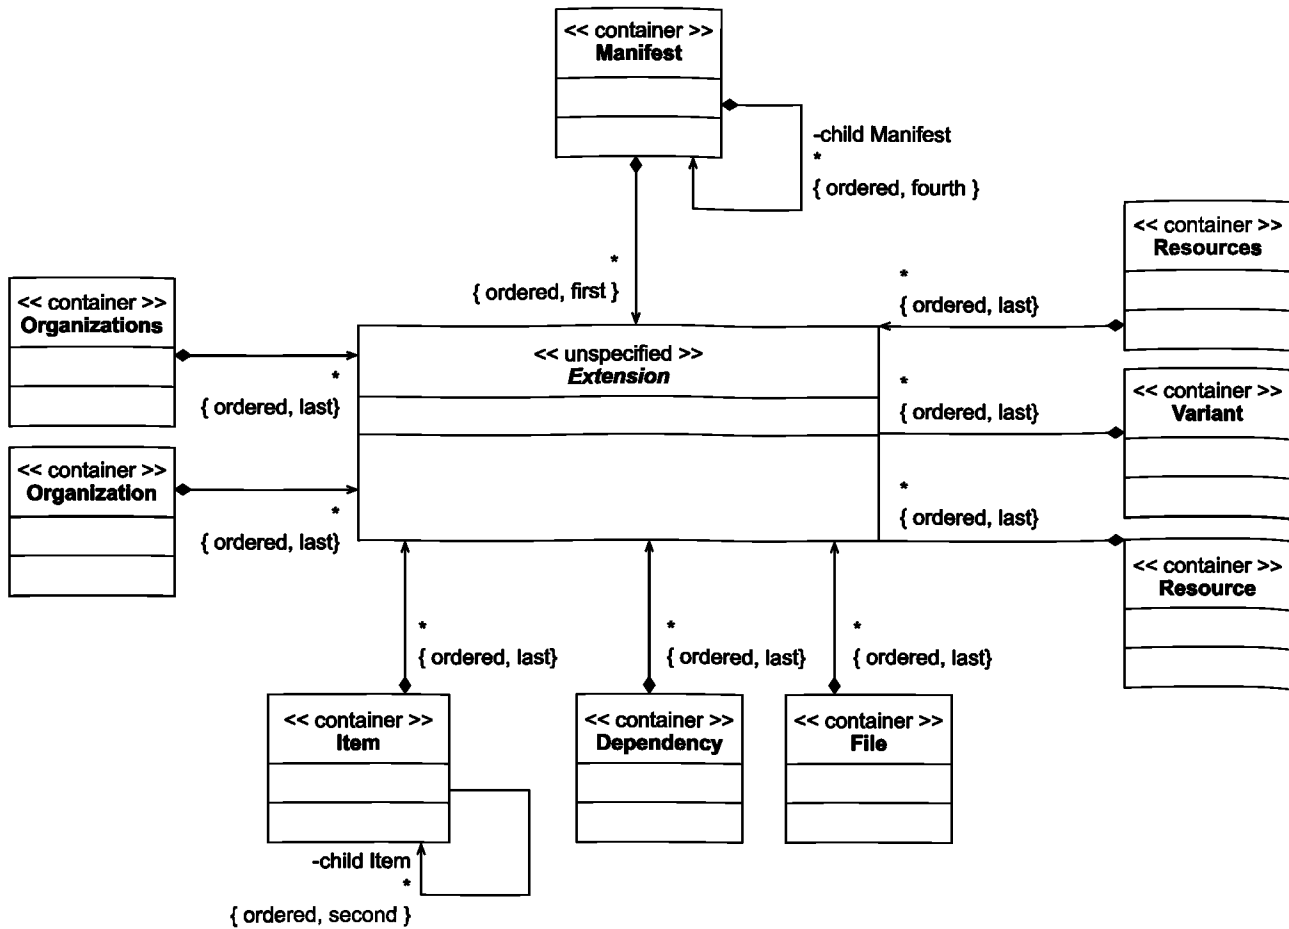 << container >>
Manifest
-child Manifest
*
{ ordered, fourth }
*
{ ordered, first }
<< container >>
Resources
*
{ ordered, last}
<< container >>
Organizations
*
{ ordered, last}
<< unspecified >>
Extension
<< container >>
Variant
*
{ ordered, last}
<< container >>
Organization
*
{ ordered, last}
*
{ ordered, last}
<< container >>
Resource
*
{ ordered, last}
*
{ ordered, last}
*
{ ordered, last}
<< container >>
Item
<< container >>
Dependency
<< container >>
File
-child Item
*
{ ordered, second }